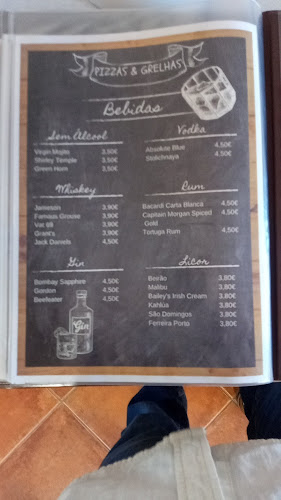 PIZZAS & GRELHAS
Bebidas
Sem Álcool
Virgin Mojito 3,50€
Shirley Temple 3,50€
Green Horn 3,50€
Vodka
Absolute Blue 4,50€
Stolichnaya 4,50€
Whiskey
Jameson 3,90€
Famous Grouse 3,90€
Vat 69 3,90€
Grant's 3,90€
Jack Daniels 4,50€
Rum
Bacardi Carta Blanca 4,50€
Captain Morgan Spiced 4,50€
Gold
Tortuga Rum 4,50€
Gin
Bombay Sapphire 4,50€
Gordon 4,50€
Beefeater 4,50€
Gin
Licor
Beirão 3,80€
Malibu 3,80€
Bailey's Irish Cream 3,80€
Kahlúa 3,80€
São Domingos 3,80€
Ferreira Porto 3,80€